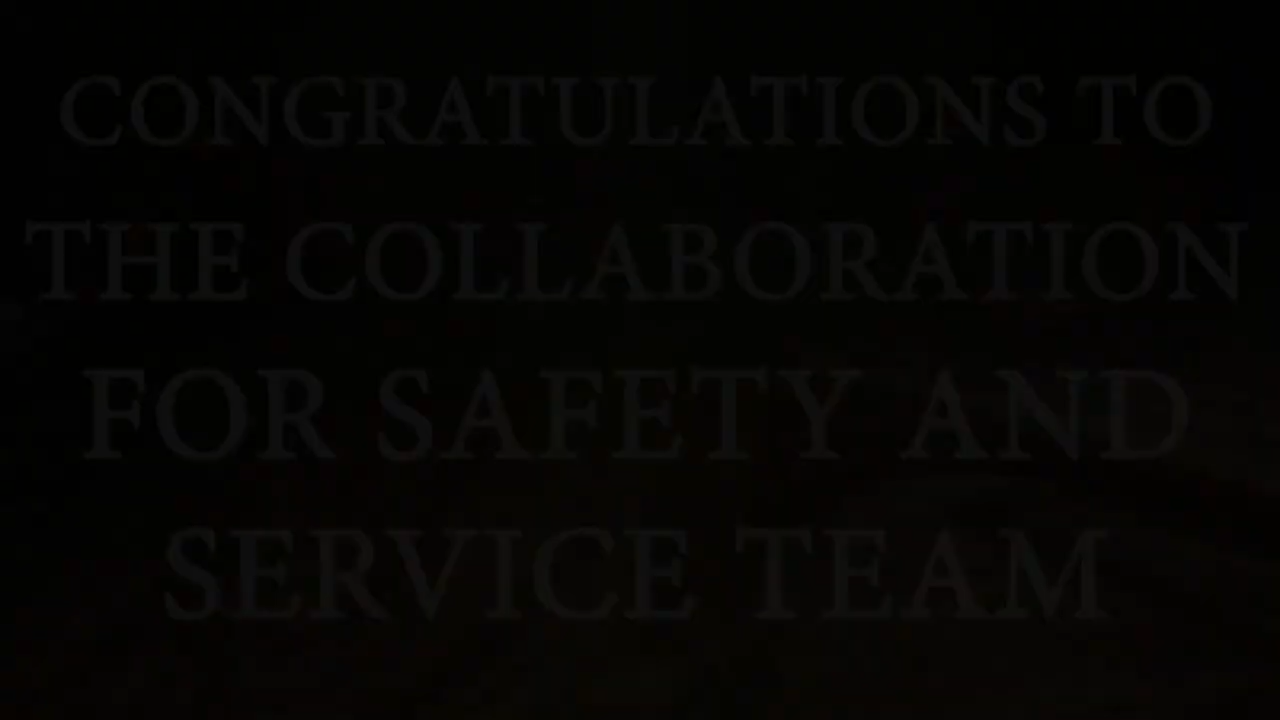 CONGRATULATIONS TO
THE COLLABORATION
FOR SAFETY AND
SERVICE TEAM